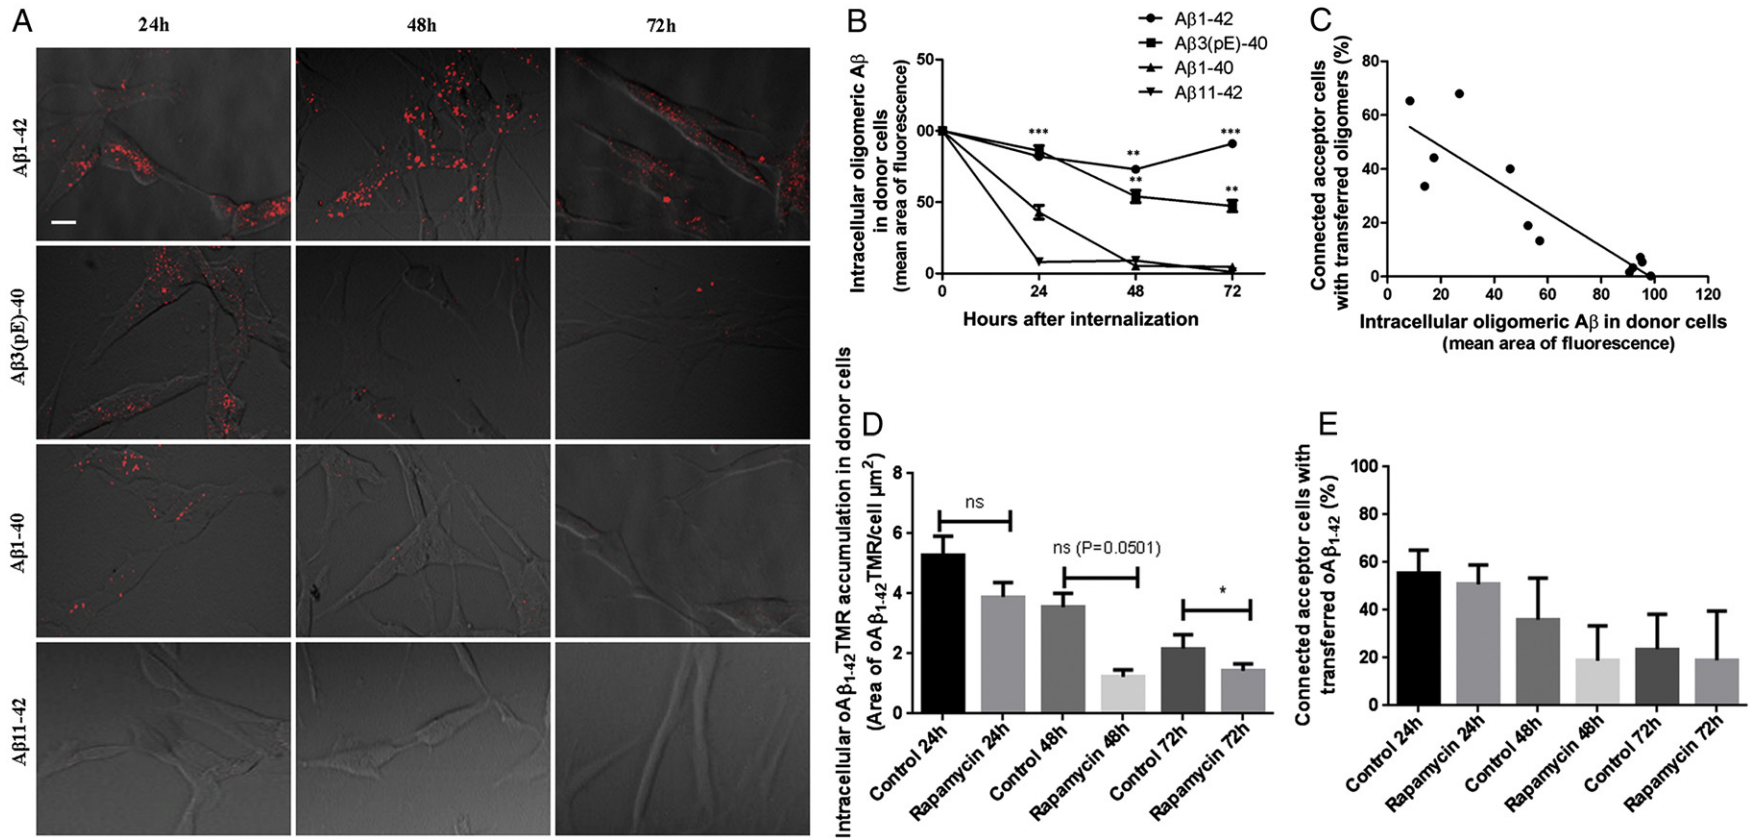 A
24h
48h
72h
Aβ1-42
Aβ3(pE)-40
Aβ1-40
Aβ11-42
B
Aβ1-42
Aβ3(pE)-40
Aβ1-40
Aβ11-42
Intracellular oligomeric Aβ
in donor cells
(mean area of fluorescence)
50
00
50
0
***
**
**
***
**
0
24
48
72
Hours after internalization
C
Connected acceptor cells
with transferred oligomers (%)
80
60
40
20
0
0
20
40
60
80
100
120
Intracellular oligomeric Aβ in donor cells
(mean area of fluorescence)
D
Intracellular oAβ1-42TMR accumulation in donor cells
(Area of oAβ1-42TMR/cell µm²)
8
6
4
2
0
ns
ns (P=0.0501)
*
Control 24h
Rapamycin 24h
Control 48h
Rapamycin 48h
Control 72h
Rapamycin 72h
E
Connected acceptor cells with
transferred oAβ1-42 (%)
100
80
60
40
20
0
Control 24h
Rapamycin 24h
Control 48h
Rapamycin 48h
Control 72h
Rapamycin 72h